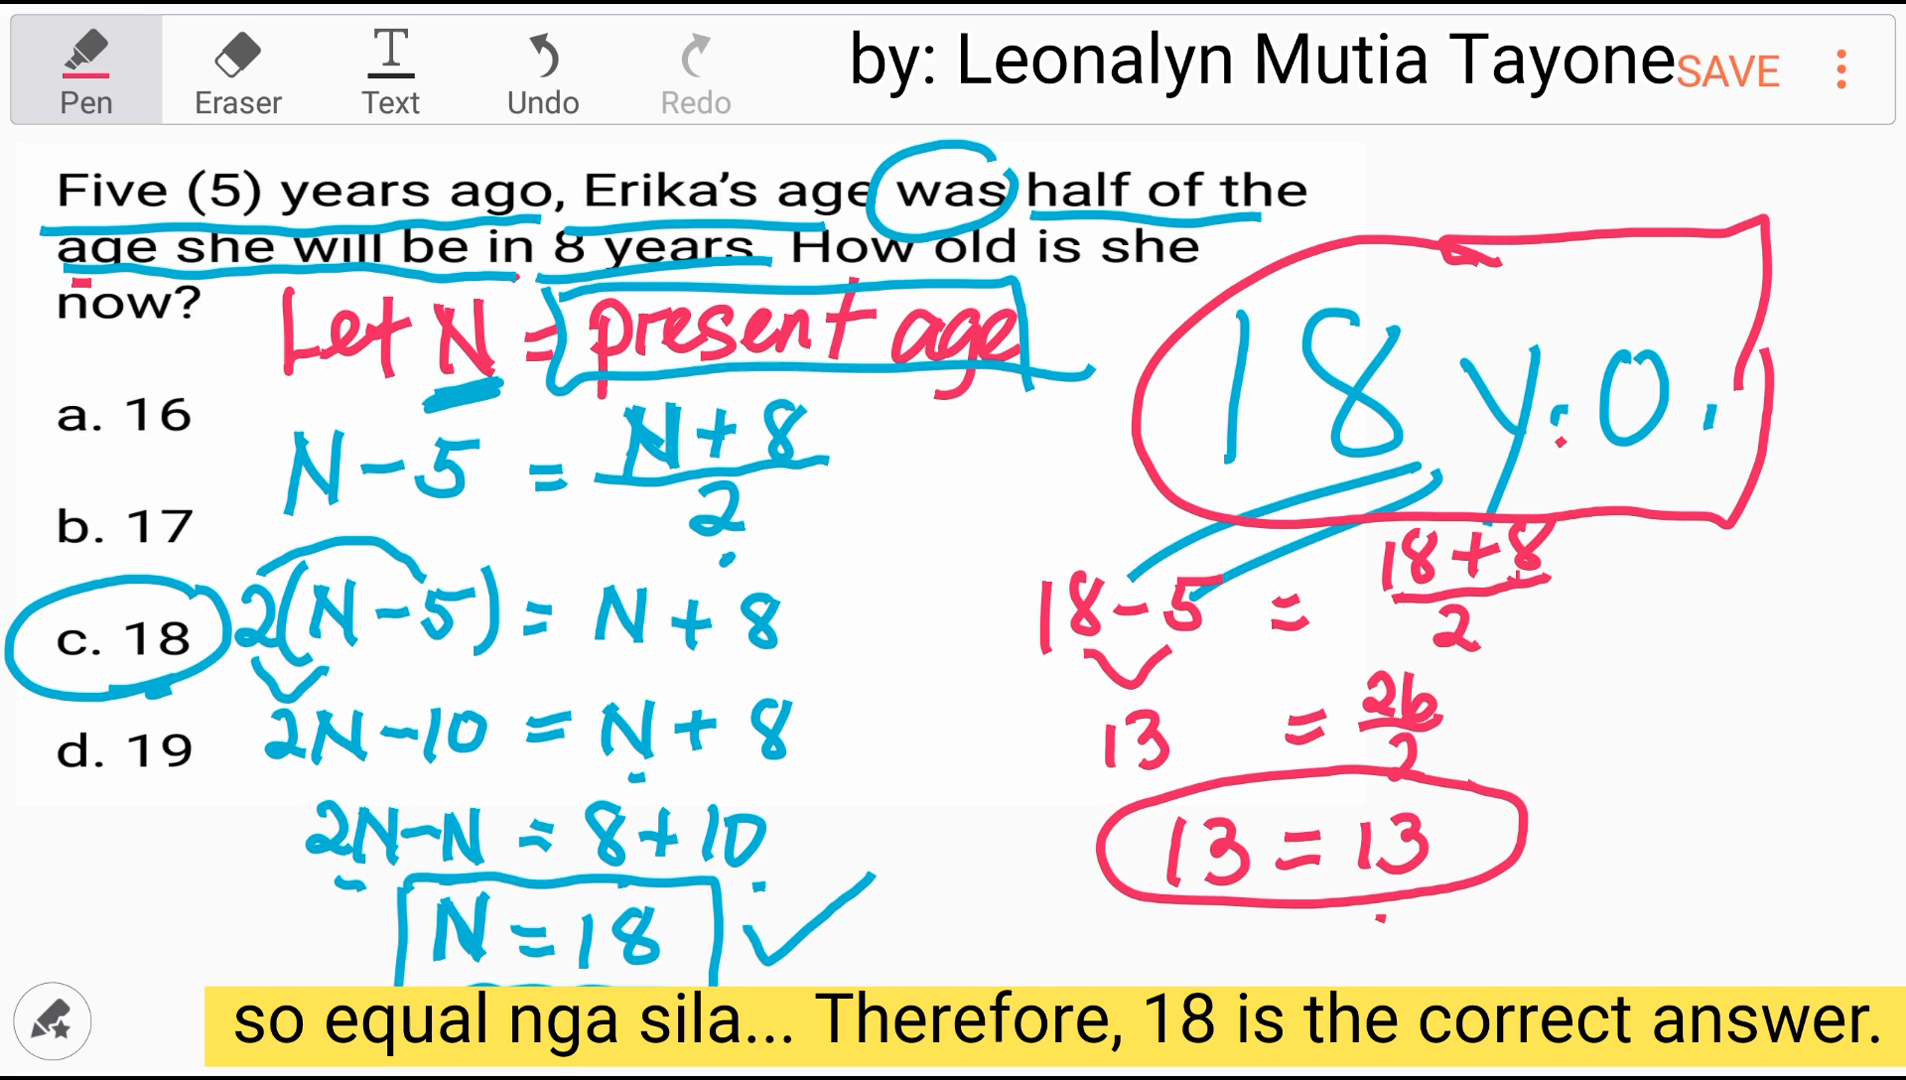 Pen Eraser Text Undo Redo by: Leonalyn Mutia Tayone SAVE
Five (5) years ago, Erika's age was half of the
age she will be in 8 years. How old is she
now?
Let N = present age
18 y.o.
a. 16
N - 5 = N + 8 / 2
b. 17
c. 18
2(N - 5) = N + 8
18 - 5 = 18 + 8 / 2
d. 19
2N - 10 = N + 8
13 = 26 / 2
2N - N = 8 + 10
13 = 13
N = 18
so equal nga sila... Therefore, 18 is the correct answer.